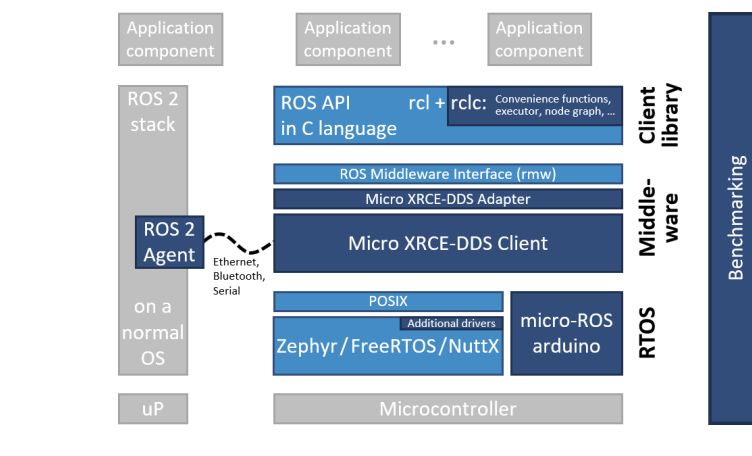 Application
component
Application
component
...
Application
component
ROS 2
stack
ROS API
in C language
rcl + rclc:
Convenience functions,
executor, node graph, ...
Client
library
ROS Middleware Interface (rmw)
Micro XRCE-DDS Adapter
Micro XRCE-DDS Client
Middle-
ware
ROS 2
Agent
Ethernet,
Bluetooth,
Serial
on a
normal
OS
POSIX
Additional drivers
Zephyr/FreeRTOS/NuttX
micro-ROS
arduino
RTOS
uP
Microcontroller
Benchmarking